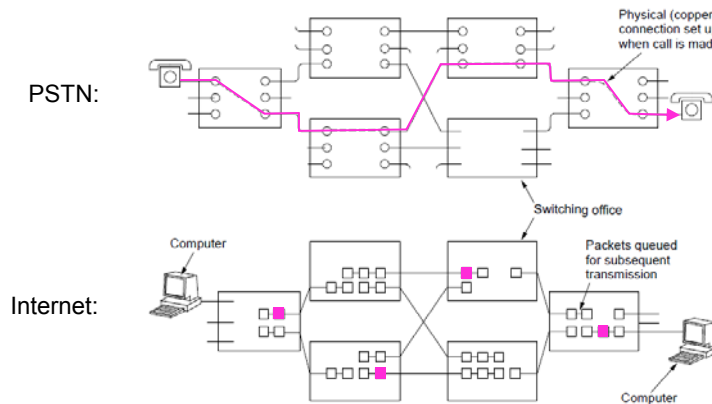 Physical (copper
connection set u
when call is mad
PSTN:
Switching office
Computer
Packets queued
for subsequent
transmission
Internet:
Computer